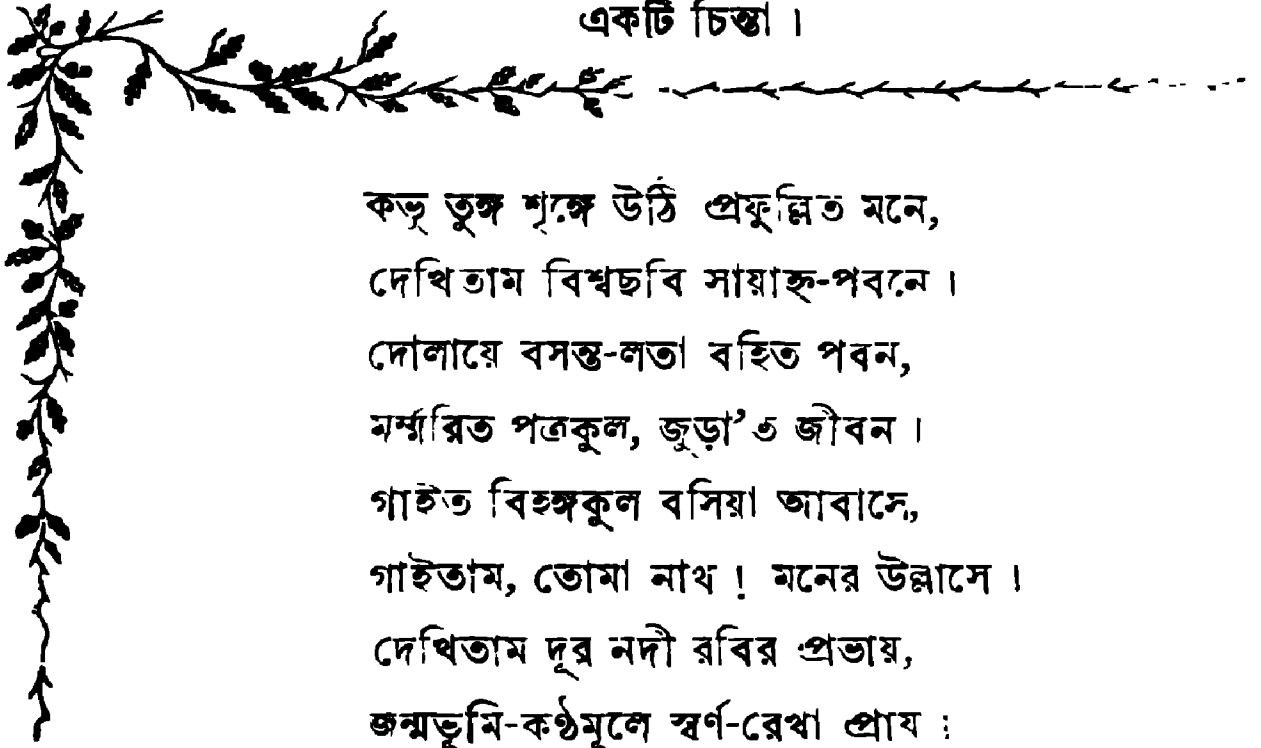 একটি চিন্তা ।
কভু তুঙ্গ শৃঙ্গে উঠি প্রফুল্লিত মনে,
দেখিতাম বিশ্বছবি সায়াহ্ন-পবনে ।
দোলায়ে বসন্ত-লতা বহিত পবন,
মর্ম্মরিত পত্রকুল, জুড়া’ত জীবন ।
গাইত বিহঙ্গকুল বসিয়া আবাসে,
গাইতাম, তোমা নাথ ! মনের উল্লাসে ।
দেখিতাম দূর নদী রবির প্রভায়,
জন্মভূমি-কণ্ঠমূলে স্বর্ণ-রেখা প্রায় ;